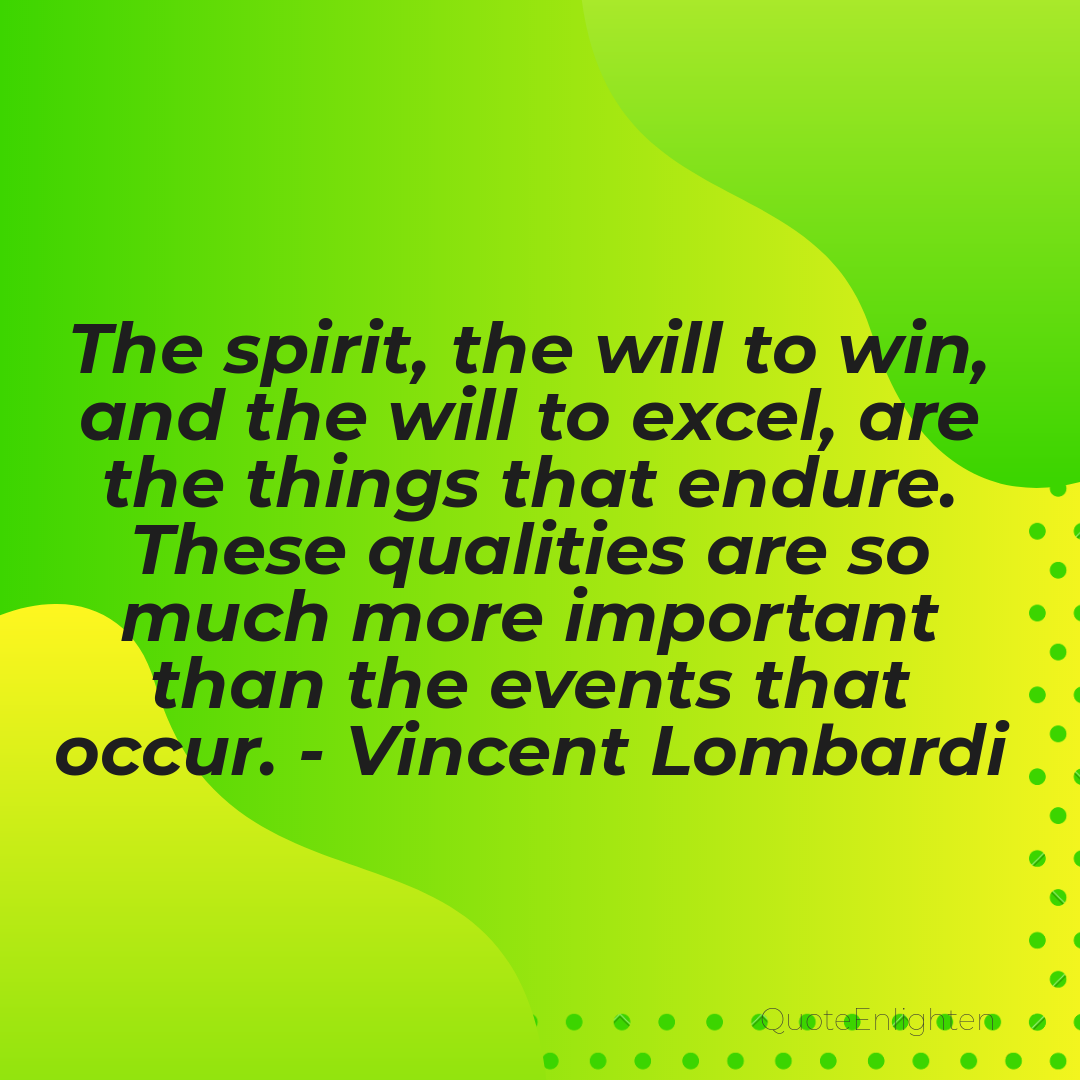 The spirit, the will to win,
and the will to excel, are
the things that endure.
These qualities are so
much more important
than the events that
occur. - Vincent Lombardi
QuoteEnlighten